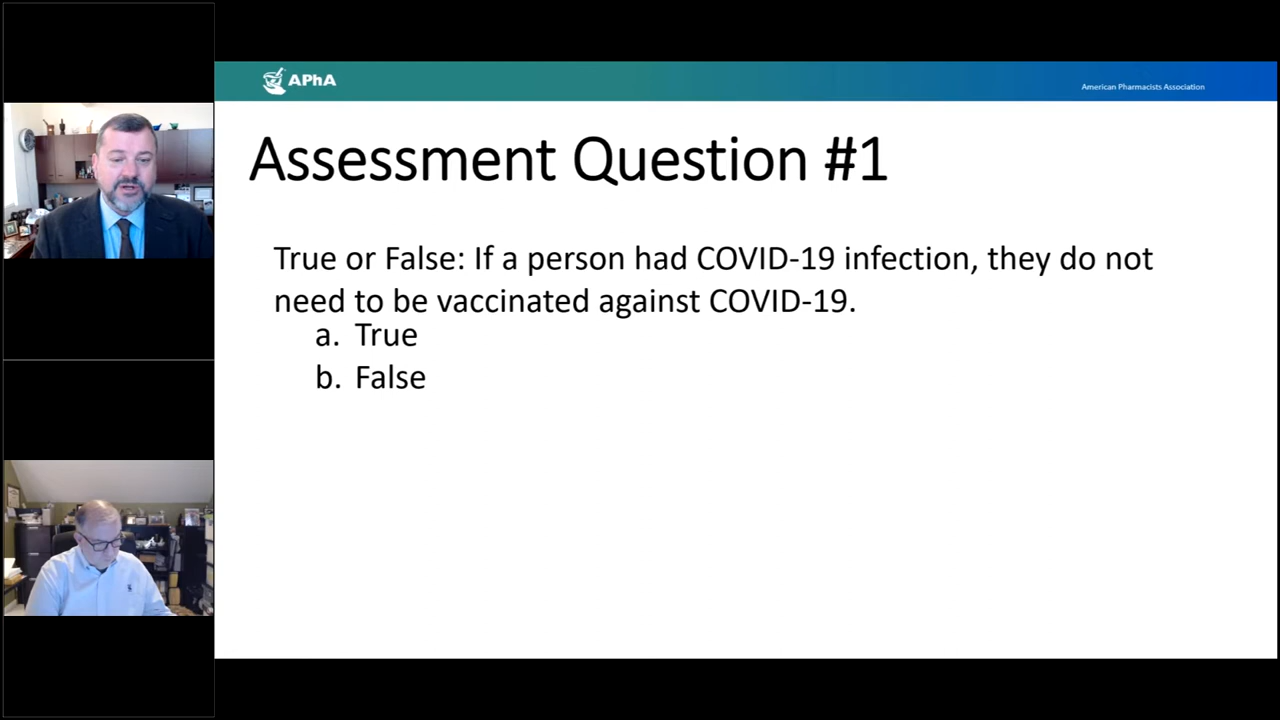 APhA
American Pharmacists Association
Assessment Question #1
True or False: If a person had COVID-19 infection, they do not
need to be vaccinated against COVID-19.
a. True
b. False